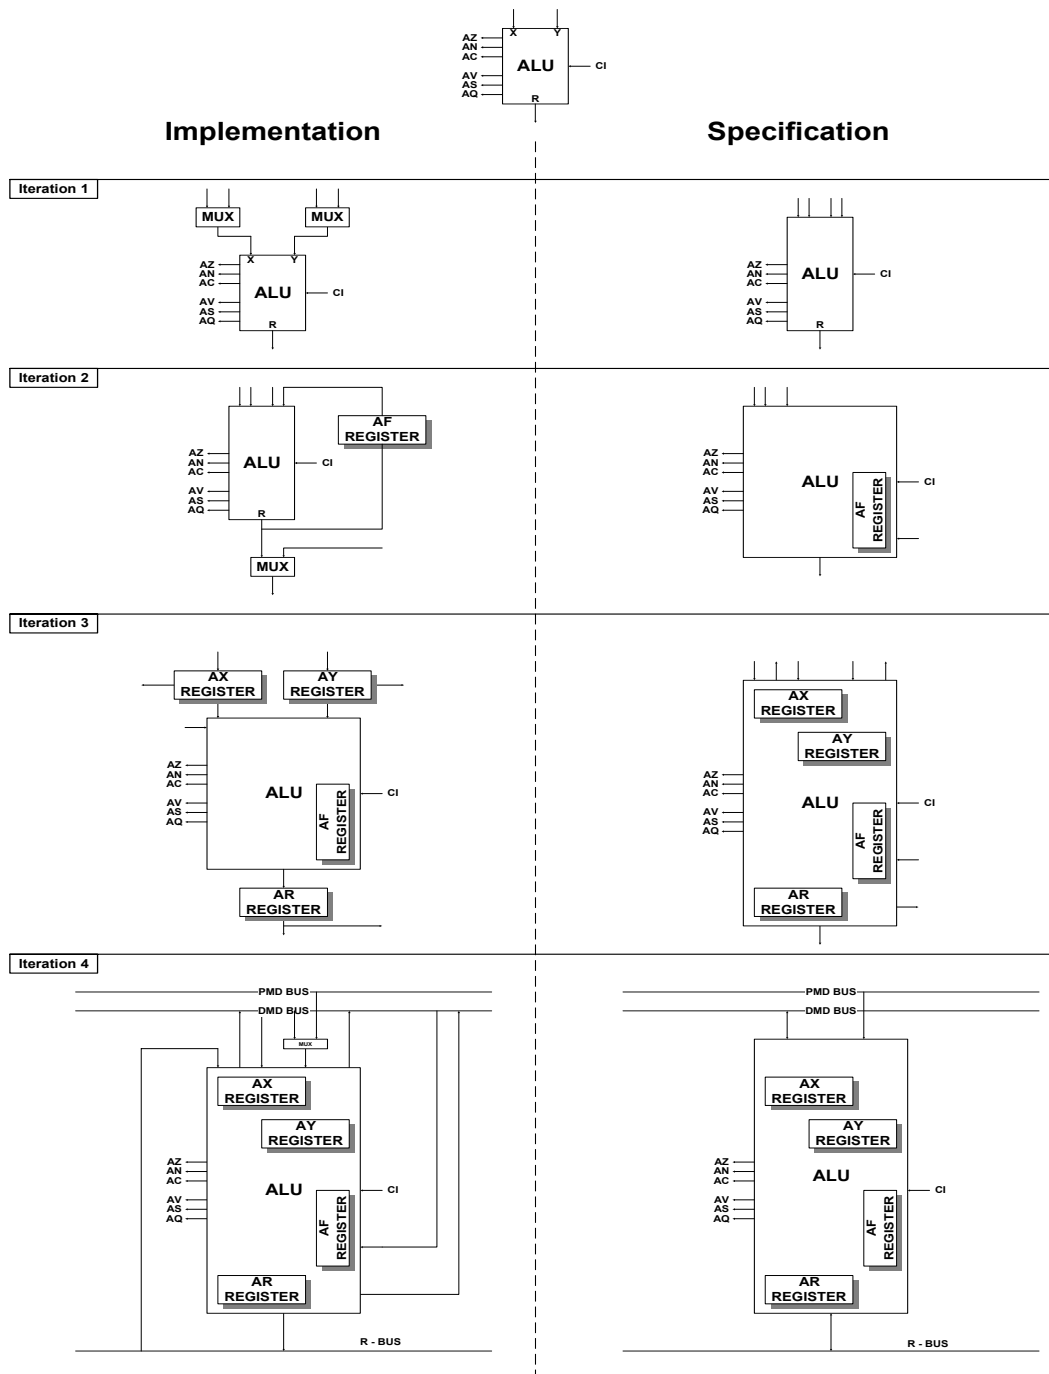 X Y
AZ
AN
AC
ALU
CI
AV
AS
AQ
R
Implementation
Specification
Iteration 1
MUX
MUX
X Y
AZ
AN
AC
ALU
CI
AV
AS
AQ
R
AZ
AN
AC
ALU
CI
AV
AS
AQ
R
Iteration 2
AF
REGISTER
AZ
AN
AC
ALU
CI
AV
AS
AQ
R
MUX
AZ
AN
AC
ALU
CI
AV
AS
AQ
AF
REGISTER
Iteration 3
AX
REGISTER
AY
REGISTER
AZ
AN
AC
ALU
CI
AV
AS
AQ
AF
REGISTER
AR
REGISTER
AX
REGISTER
AY
REGISTER
AZ
AN
AC
ALU
CI
AV
AS
AQ
AF
REGISTER
AR
REGISTER
Iteration 4
PMD BUS
DMD BUS
MUX
AX
REGISTER
AY
REGISTER
AZ
AN
AC
ALU
CI
AV
AS
AQ
AF
REGISTER
AR
REGISTER
R - BUS
PMD BUS
DMD BUS
AX
REGISTER
AY
REGISTER
AZ
AN
AC
ALU
CI
AV
AS
AQ
AF
REGISTER
AR
REGISTER
R - BUS